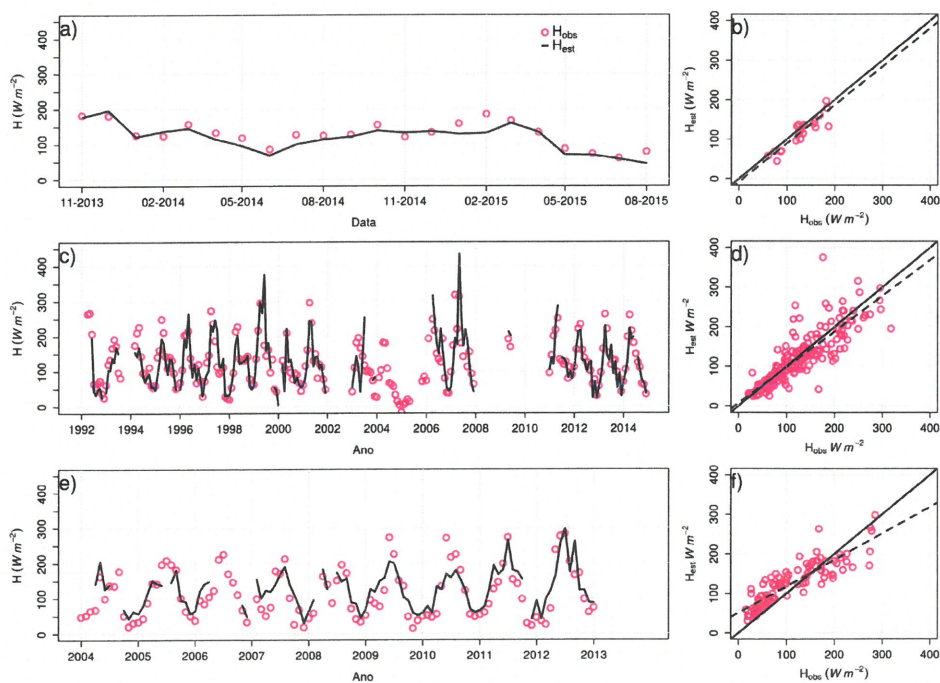 a)
H (W m⁻²)
0 100 200 300 400
H_obs
H_est
11-2013 02-2014 05-2014 08-2014 11-2014 02-2015 05-2015 08-2015
Data
b)
H_est (W m⁻²)
0 100 200 300 400
0 100 200 300 400
H_obs (W m⁻²)
c)
H (W m⁻²)
0 100 200 300 400
1992 1994 1996 1998 2000 2002 2004 2006 2008 2010 2012 2014
Ano
d)
H_est W m⁻²
0 100 200 300 400
0 100 200 300 400
H_obs W m⁻²
e)
H (W m⁻²)
0 100 200 300 400
2004 2005 2006 2007 2008 2009 2010 2011 2012 2013
Ano
f)
H_est W m⁻²
0 100 200 300 400
0 100 200 300 400
H_obs W m⁻²